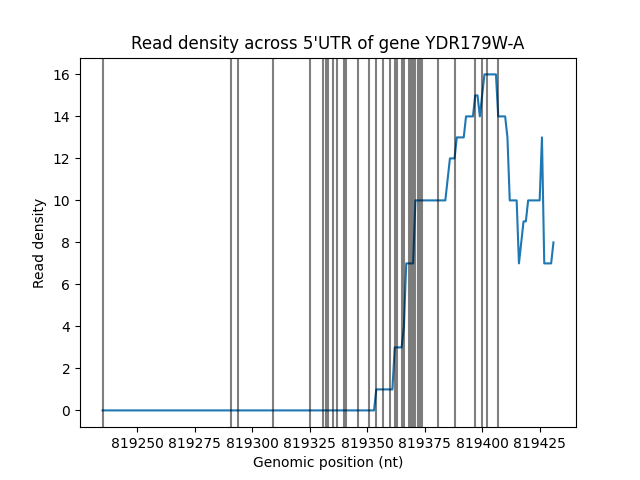 Read density across 5'UTR of gene YDR179W-A
16
14
12
10
8
6
4
2
0
Read density
819250 819275 819300 819325 819350 819375 819400 819425
Genomic position (nt)